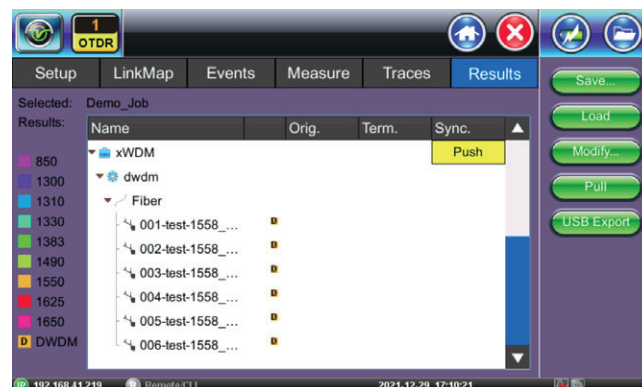 1
OTDR
Setup LinkMap Events Measure Traces Results
Selected: Demo_Job
Results:
Name Orig. Term. Sync.
850
1300
1310
1330
1383
1490
1550
1625
1650
D DWDM
xWDM Push
dwdm
Fiber
001-test-1558_... D
002-test-1558_... D
003-test-1558_... D
004-test-1558_... D
005-test-1558_... D
006-test-1558_... D
Save...
Load
Modify...
Pull
USB Export
IP 192.168.41.219 R Remote/CLI 2021-12-29 17:10:21